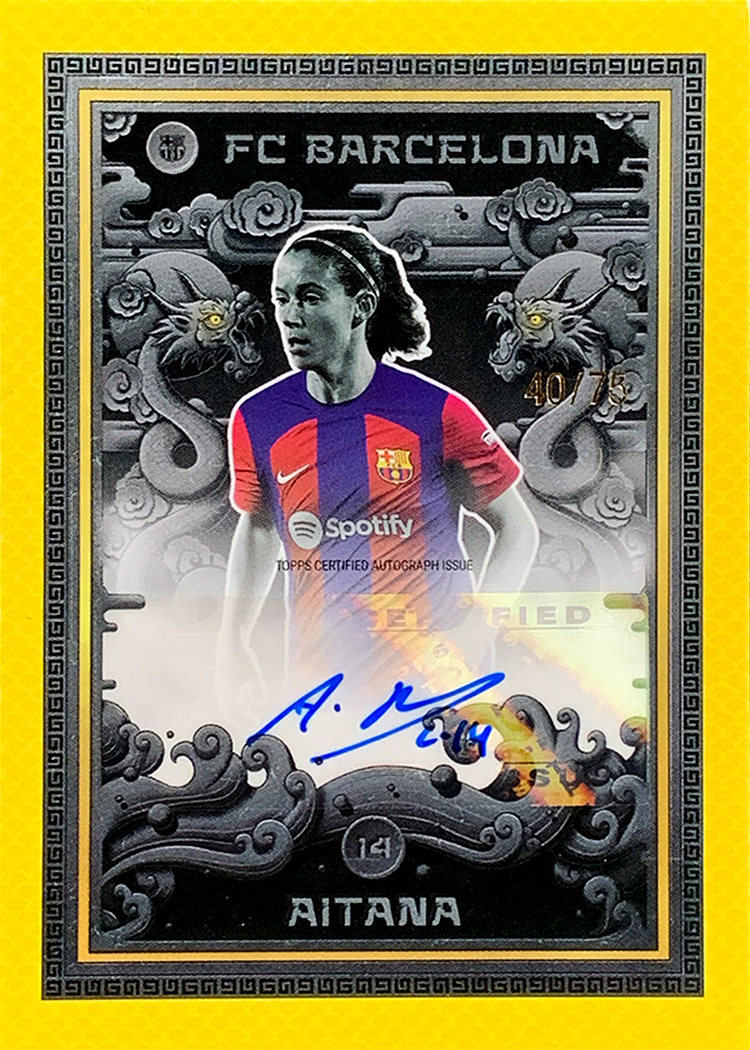 FC BARCELONA
40/75
Spotify
TOPPS CERTIFIED AUTOGRAPH ISSUE
14
AITANA